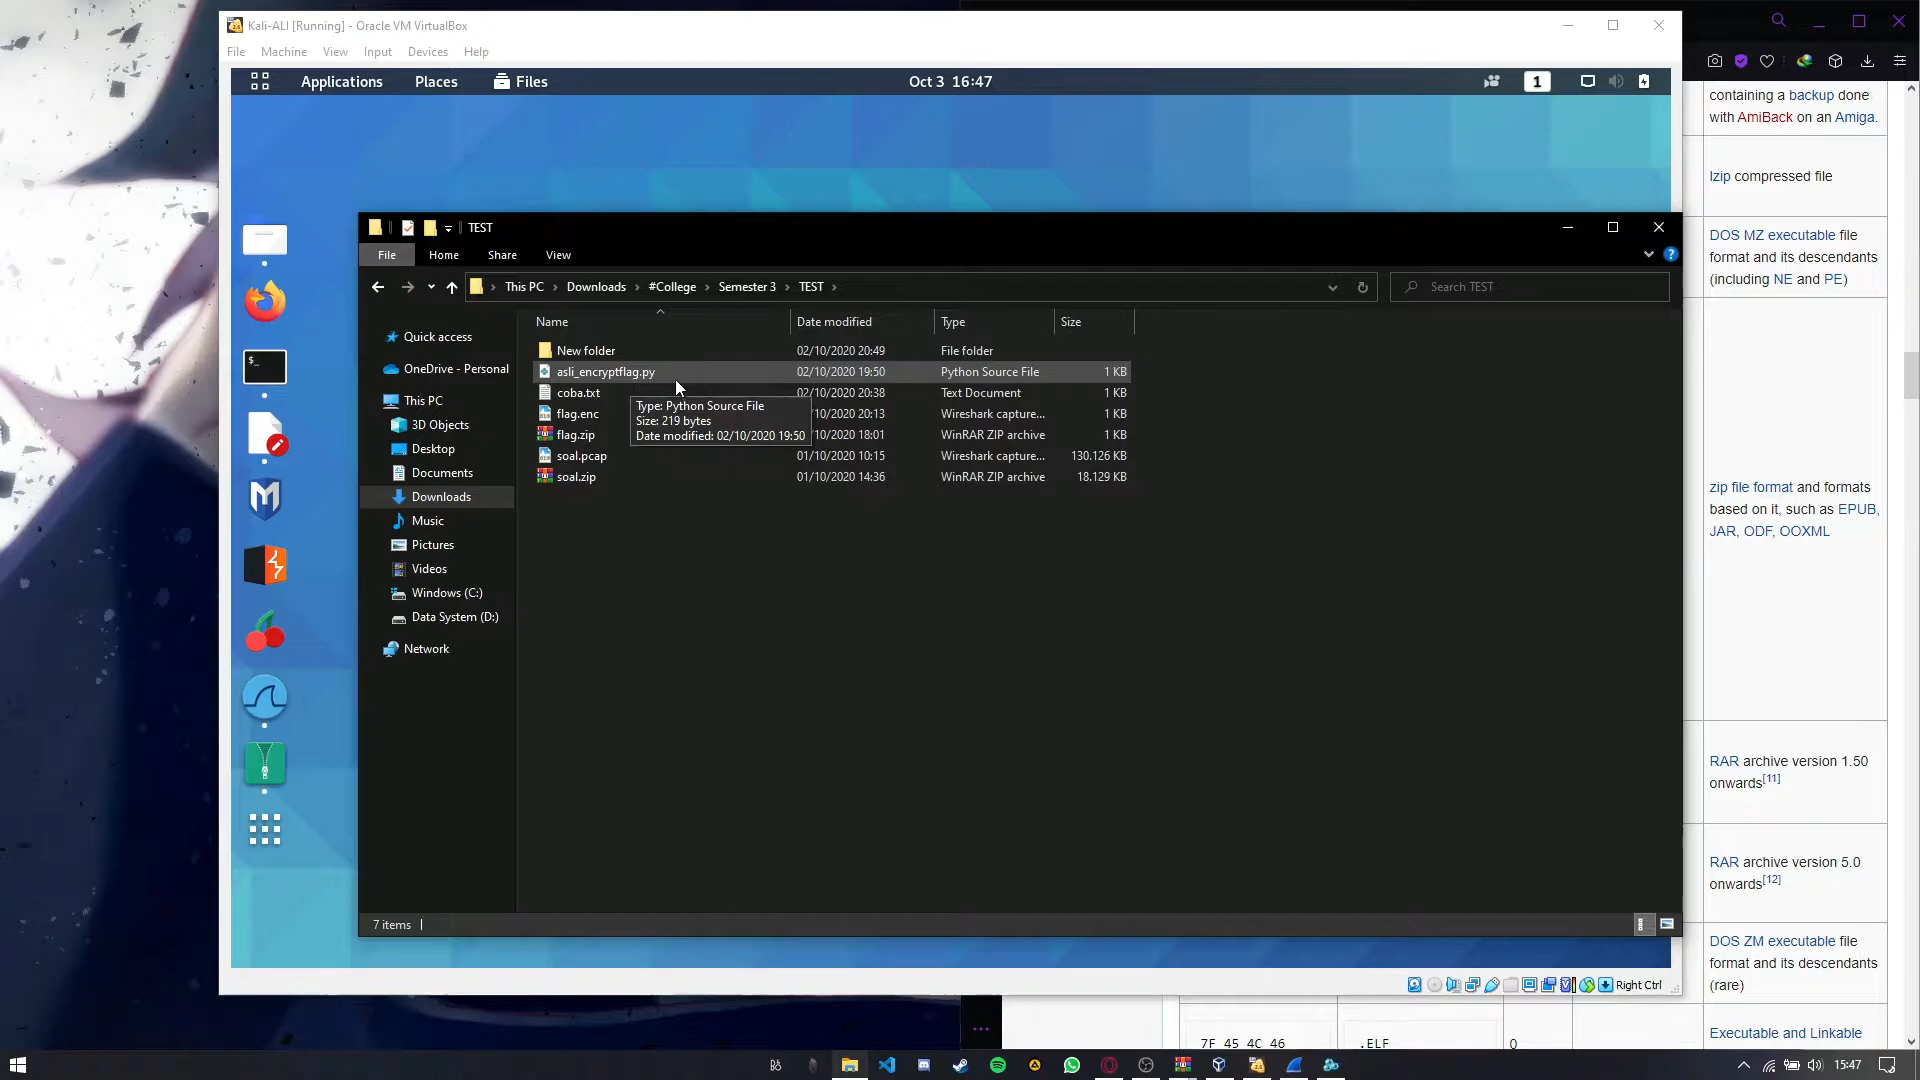 Kali-ALI [Running] - Oracle VM VirtualBox
File Machine View Input Devices Help
Applications Places Files Oct 3 16:47 1
containing a backup done
with AmiBack on an Amiga.
lzip compressed file
DOS MZ executable file
format and its descendants
(including NE and PE)
zip file format and formats
based on it, such as EPUB,
JAR, ODF, OOXML
RAR archive version 1.50
onwards[11]
RAR archive version 5.0
onwards[12]
DOS ZM executable file
format and its descendants
(rare)
7F 45 4C 46 .ELF 0 Executable and Linkable
TEST
File Home Share View
This PC Downloads #College Semester 3 TEST
Search TEST
Name Date modified Type Size
New folder 02/10/2020 20:49 File folder
asli_encryptflag.py 02/10/2020 19:50 Python Source File 1 KB
coba.txt 02/10/2020 20:38 Text Document 1 KB
flag.enc /10/2020 20:13 Wireshark capture... 1 KB
flag.zip /10/2020 18:01 WinRAR ZIP archive 1 KB
soal.pcap 01/10/2020 10:15 Wireshark capture... 130.126 KB
soal.zip 01/10/2020 14:36 WinRAR ZIP archive 18.129 KB
Type: Python Source File
Size: 219 bytes
Date modified: 02/10/2020 19:50
Quick access
OneDrive - Personal
This PC
3D Objects
Desktop
Documents
Downloads
Music
Pictures
Videos
Windows (C:)
Data System (D:)
Network
7 items
Right Ctrl
15:47